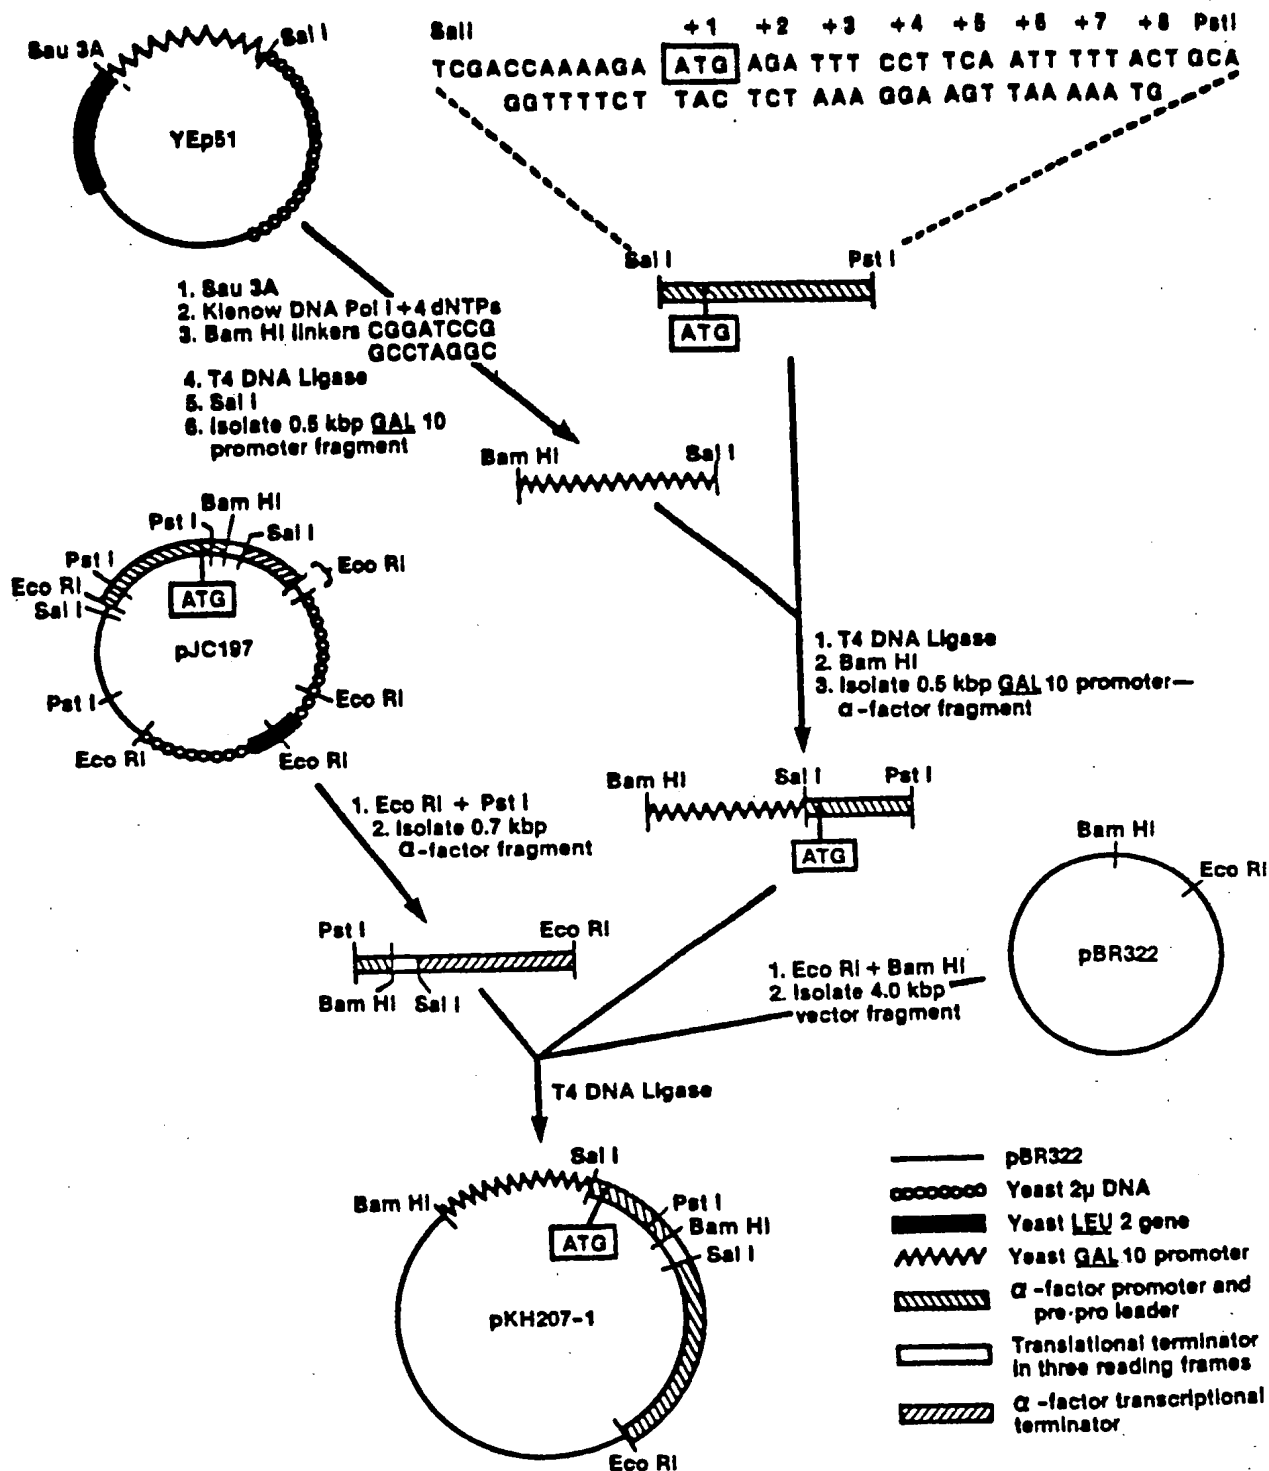 Sau 3A
Sal I
YEp51
SalI +1 +2 +3 +4 +5 +6 +7 +8 PstI
TCGACCAAAAGA ATG AGA TTT CCT TCA ATT TTT ACT GCA
GGTTTTCT TAC TCT AAA GGA AGT TAA AAA TG
Sal I Pst I
ATG
1. Sau 3A
2. Klenow DNA Pol I + 4 dNTPs
3. Bam HI linkers CGGATCCG
GCCTAGGC
4. T4 DNA Ligase
5. Sal I
6. Isolate 0.5 kbp GAL 10
promoter fragment
Bam HI Sal I
Bam HI
Pst I
Sal I
Pst I
Eco RI
Eco RI
Sal I
ATG
pJC197
Pst I
Eco RI
Eco RI
Eco RI
1. T4 DNA Ligase
2. Bam HI
3. Isolate 0.5 kbp GAL 10 promoter—
α-factor fragment
Bam HI Sal I Pst I
ATG
1. Eco RI + Pst I
2. Isolate 0.7 kbp
α-factor fragment
Bam HI
Eco RI
pBR322
Pst I Eco RI
Bam HI Sal I
1. Eco RI + Bam HI
2. Isolate 4.0 kbp
vector fragment
T4 DNA Ligase
Sal I
Bam HI
Pst I
Bam HI
Sal I
ATG
pKH207-1
Eco RI
pBR322
Yeast 2μ DNA
Yeast LEU 2 gene
Yeast GAL 10 promoter
α-factor promoter and
pre-pro leader
Translational terminator
in three reading frames
α-factor transcriptional
terminator